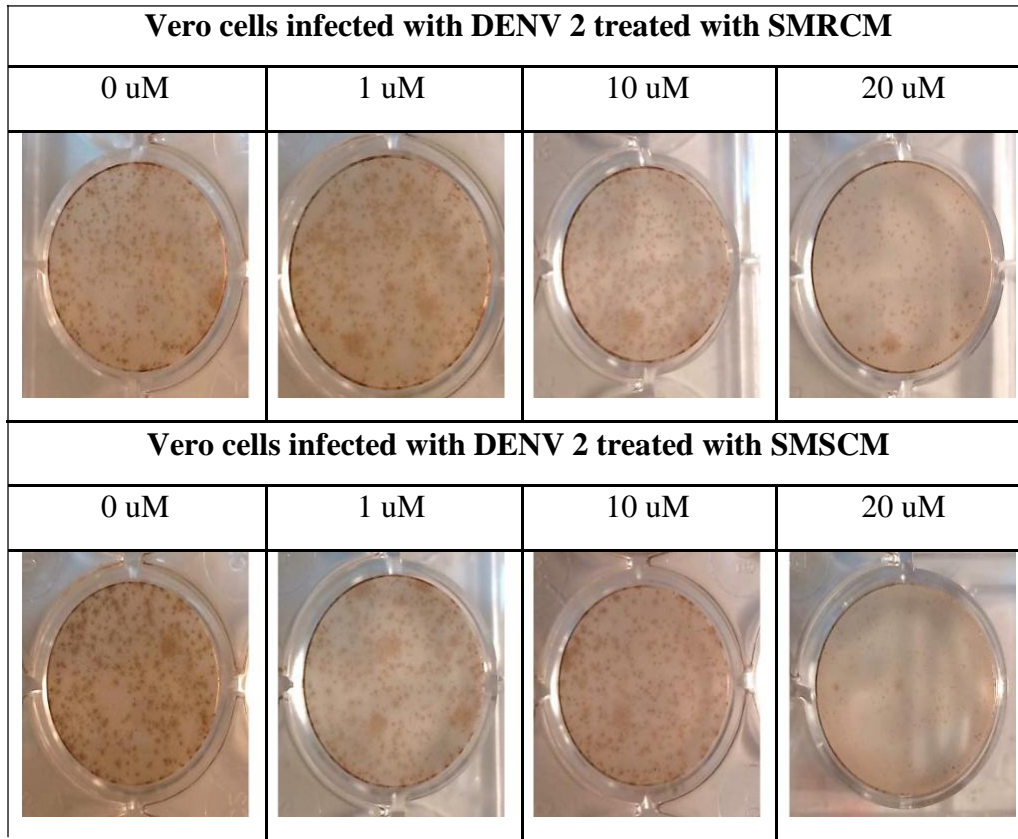 Vero cells infected with DENV 2 treated with SMRCM
0 uM 1 uM 10 uM 20 uM
Vero cells infected with DENV 2 treated with SMSCM
0 uM 1 uM 10 uM 20 uM